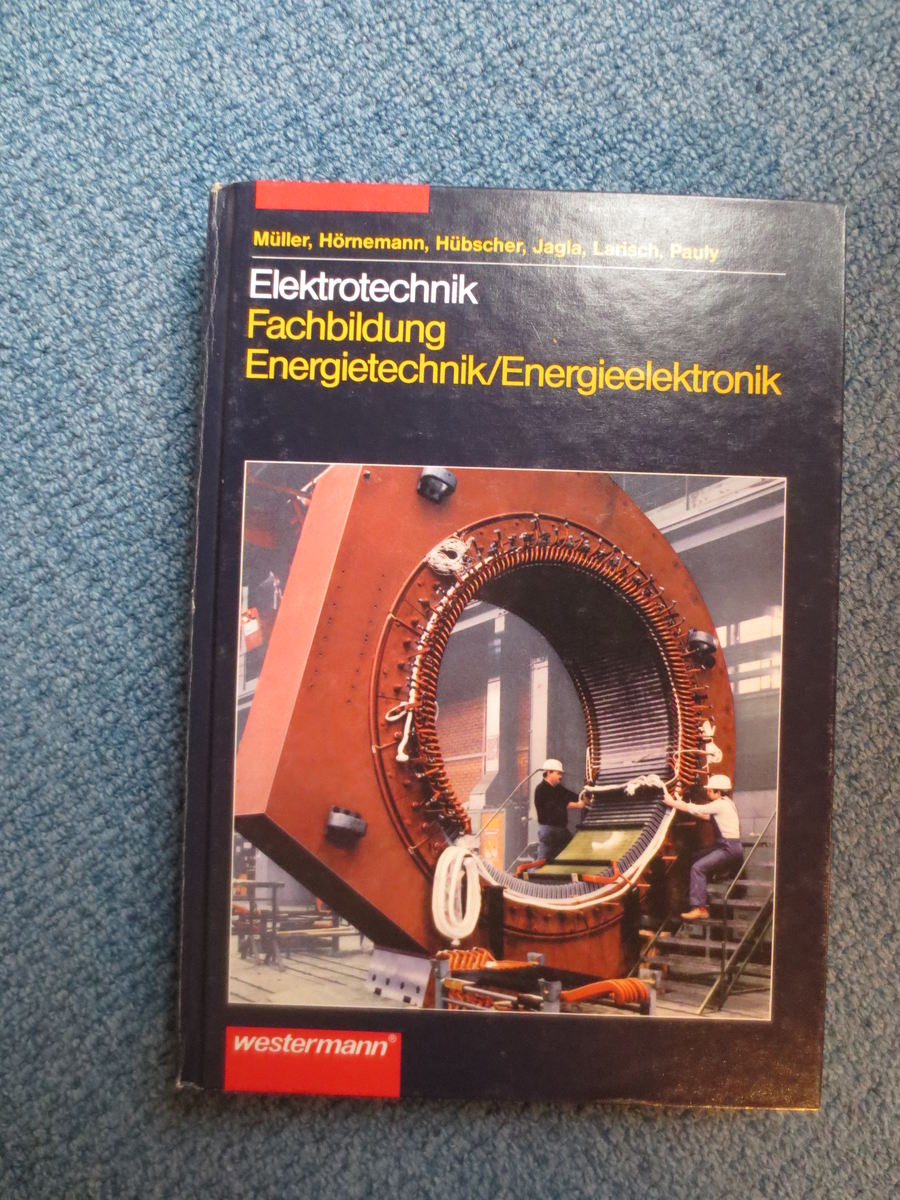 Müller, Hörnemann, Hübscher, Jagla, Larisch, Pauly
Elektrotechnik
Fachbildung
Energietechnik/Energieelektronik
westermann®